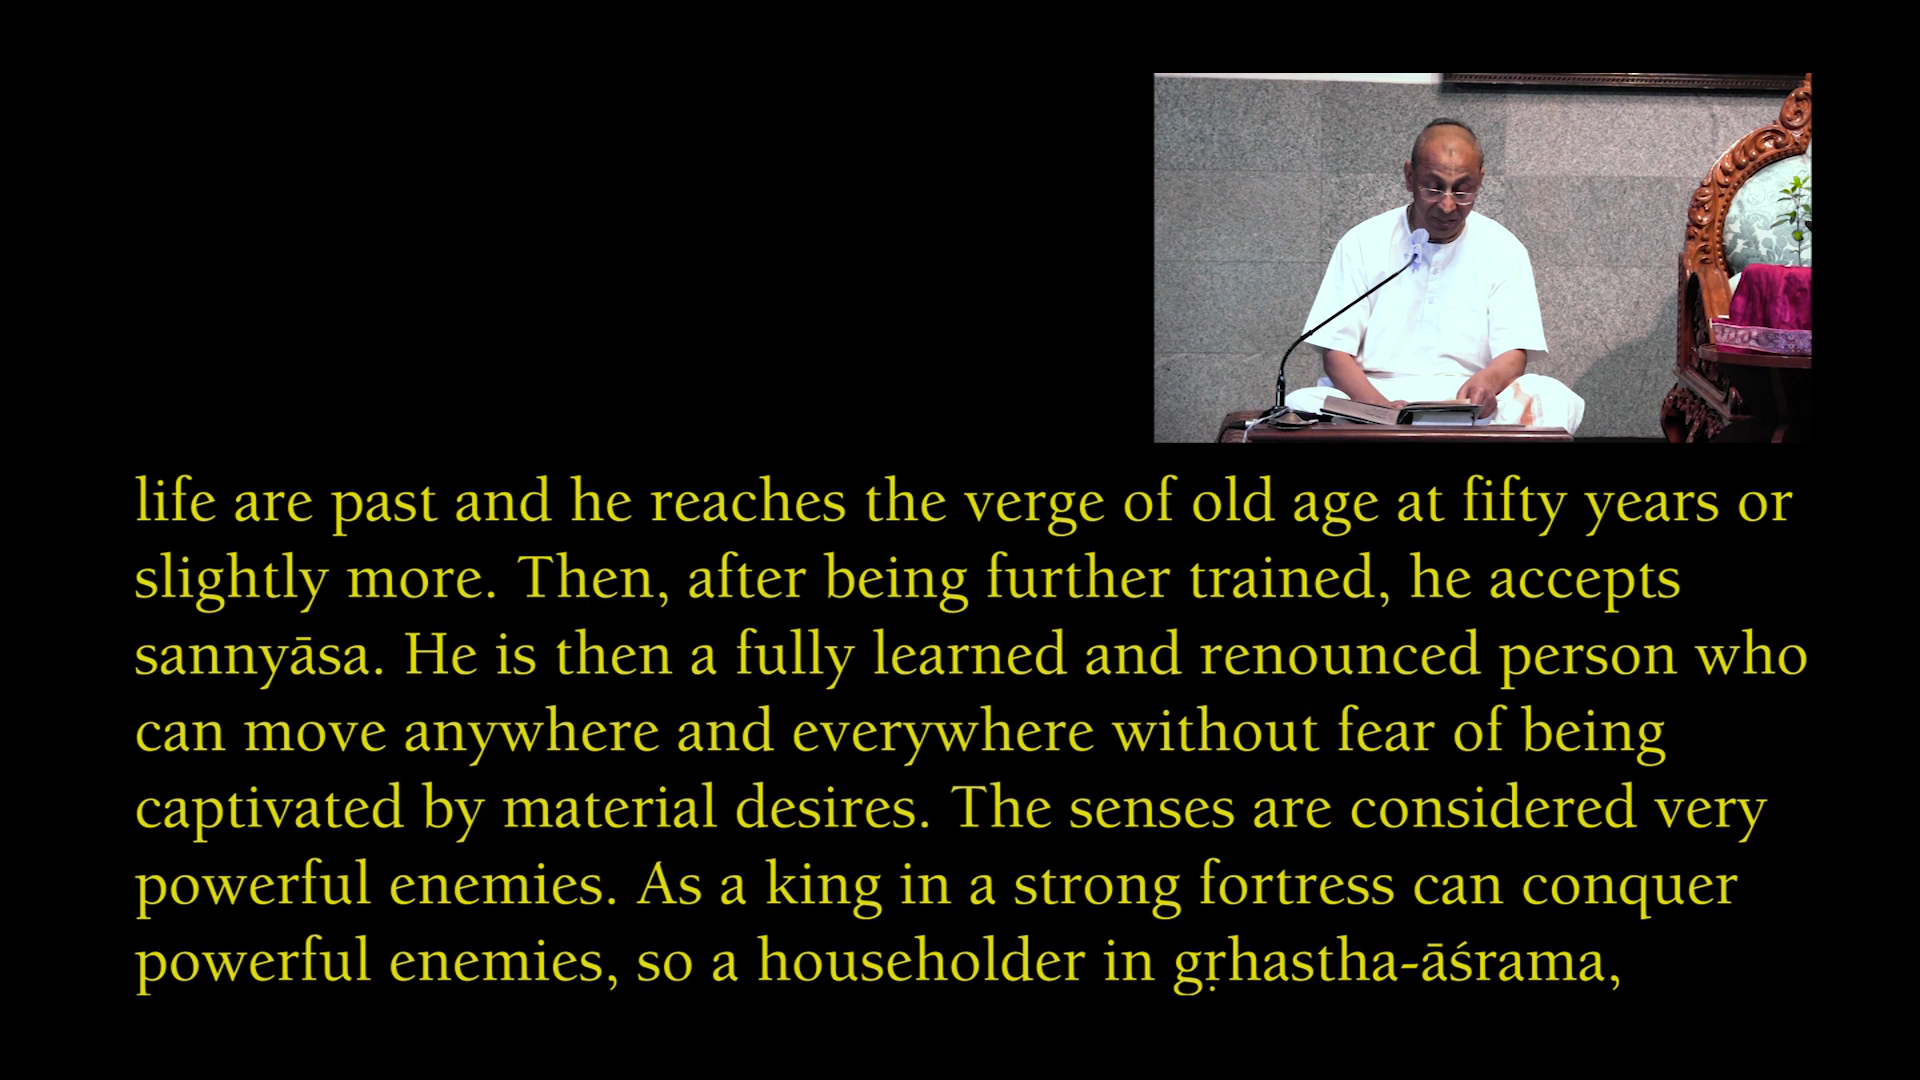 life are past and he reaches the verge of old age at fifty years or
slightly more. Then, after being further trained, he accepts
sannyāsa. He is then a fully learned and renounced person who
can move anywhere and everywhere without fear of being
captivated by material desires. The senses are considered very
powerful enemies. As a king in a strong fortress can conquer
powerful enemies, so a householder in gṛhastha-āśrama,